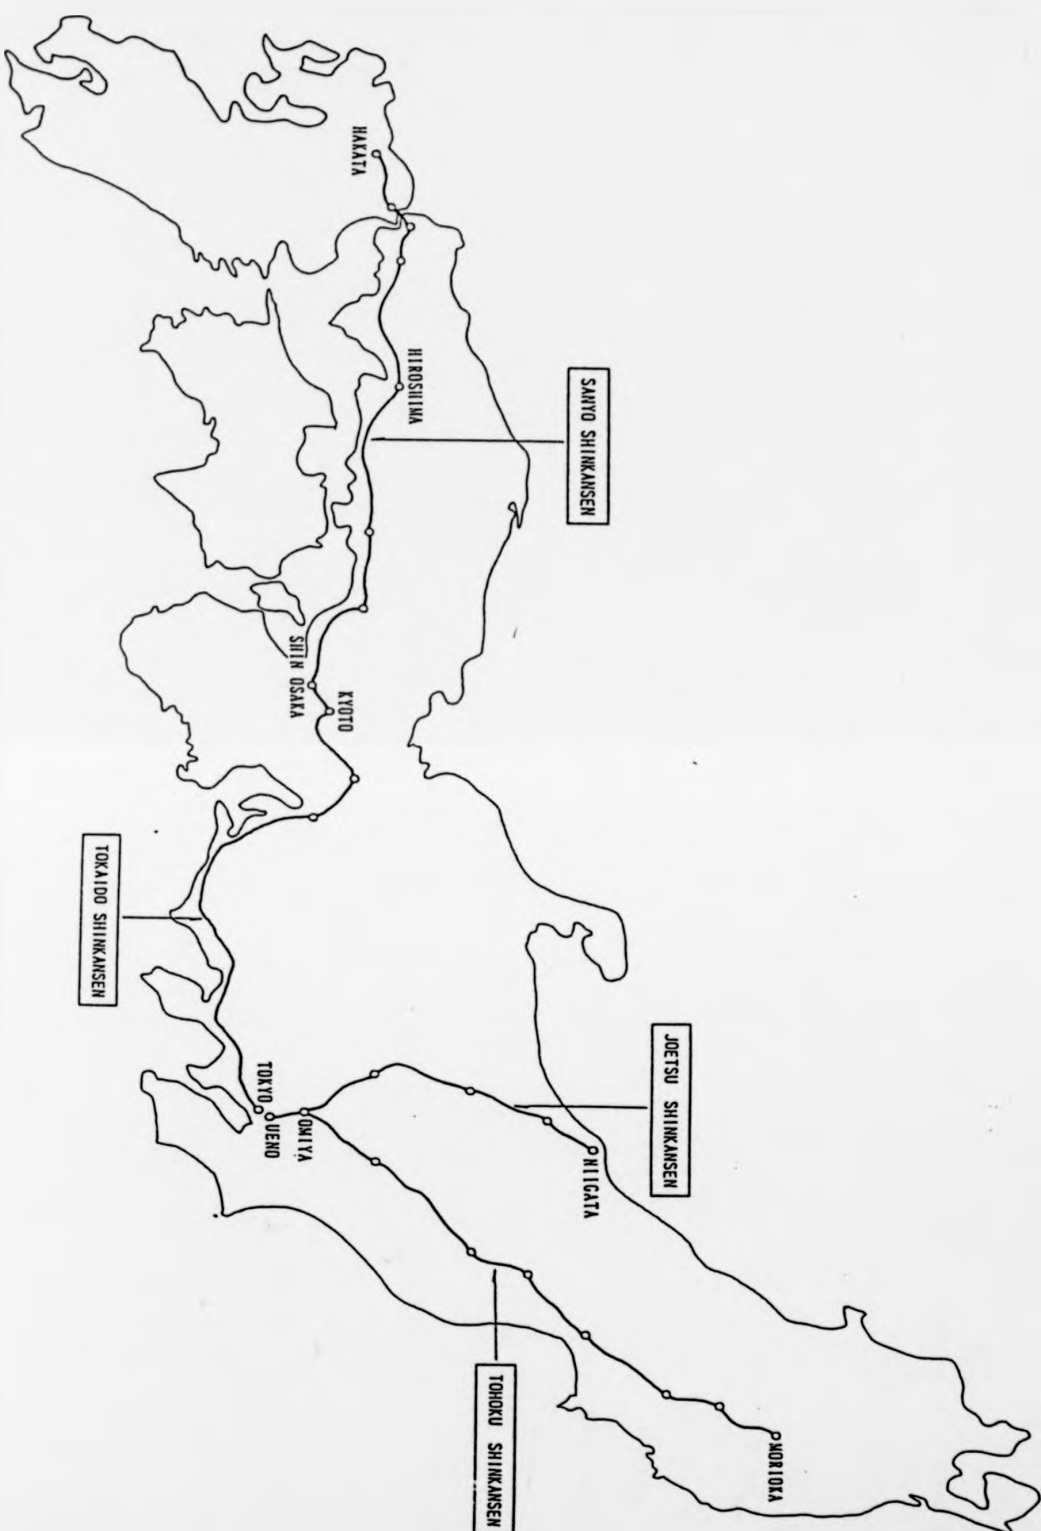 HAKATA
HIROSHIMA
SANYO SHINKANSEN
SHIN OSAKA
KYOTO
TOKAIDO SHINKANSEN
TOKYO
UENO
OMIYA
JOETSU SHINKANSEN
NIIGATA
TOHOKU SHINKANSEN
MORIOKA